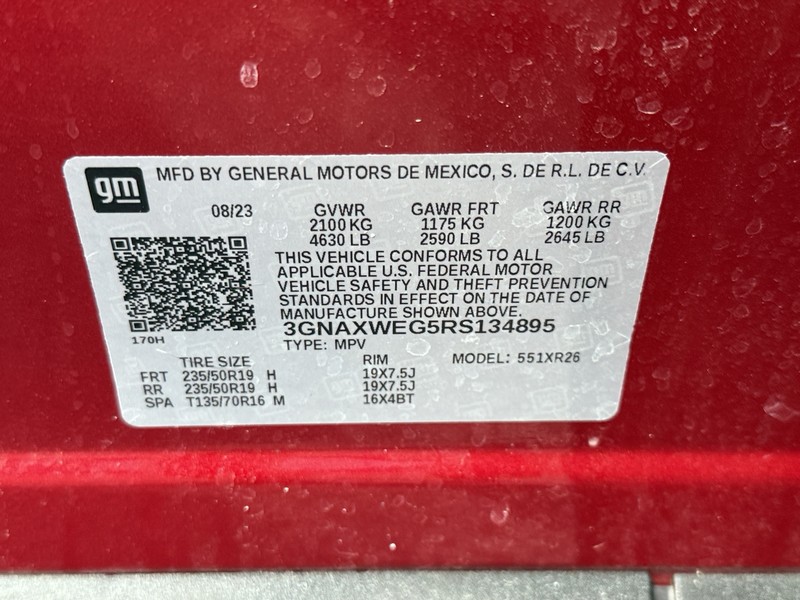 gm
MFD BY GENERAL MOTORS DE MEXICO, S. DE R.L. DE C.V.
08/23 GVWR GAWR FRT GAWR RR
2100 KG 1175 KG 1200 KG
4630 LB 2590 LB 2645 LB
THIS VEHICLE CONFORMS TO ALL
APPLICABLE U.S. FEDERAL MOTOR
VEHICLE SAFETY AND THEFT PREVENTION
STANDARDS IN EFFECT ON THE DATE OF
MANUFACTURE SHOWN ABOVE.
3GNAXWEG5RS134895
170H
TYPE: MPV
TIRE SIZE RIM MODEL: 551XR26
FRT 235/50R19 H 19X7.5J
RR 235/50R19 H 19X7.5J
SPA T135/70R16 M 16X4BT